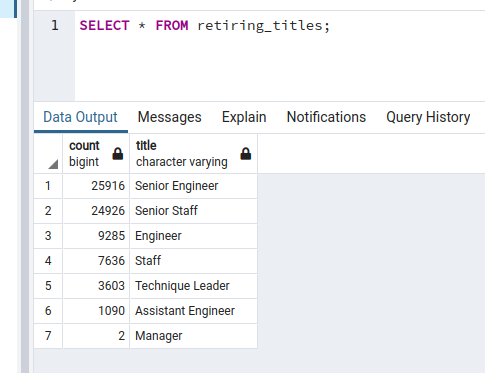 1 SELECT * FROM retiring_titles;
Data Output Messages Explain Notifications Query History
count title
bigint character varying
1 25916 Senior Engineer
2 24926 Senior Staff
3 9285 Engineer
4 7636 Staff
5 3603 Technique Leader
6 1090 Assistant Engineer
7 2 Manager